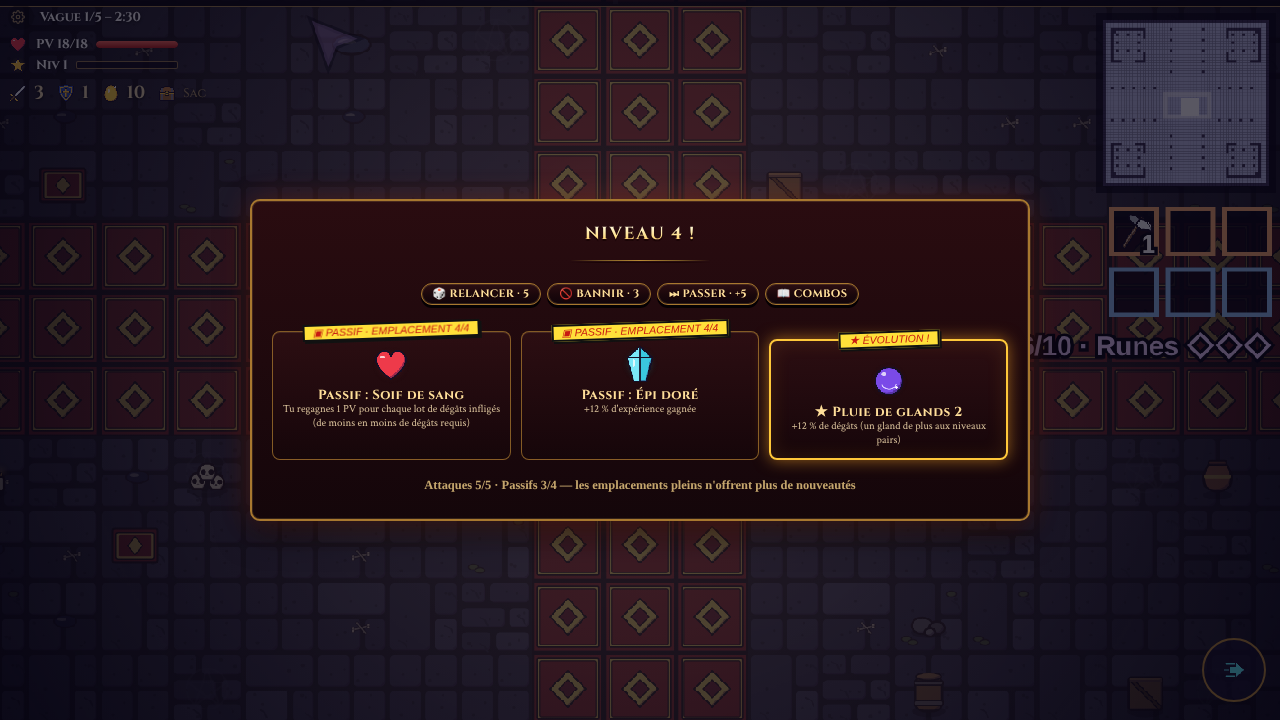 Vague 1/5 – 2:30
PV 18/18
Niv 1
3 1 10 Sac
1
6/10 · Runes
NIVEAU 4 !
RELANCER · 5
BANNIR · 3
PASSER · +5
COMBOS
PASSIF · EMPLACEMENT 4/4
Passif : Soif de sang
Tu regagnes 1 PV pour chaque lot de dégâts infligés
(de moins en moins de dégâts requis)
PASSIF · EMPLACEMENT 4/4
Passif : Épi doré
+12 % d'expérience gagnée
★ ÉVOLUTION !
★ Pluie de glands 2
+12 % de dégâts (un gland de plus aux niveaux
pairs)
Attaques 5/5 · Passifs 3/4 — les emplacements pleins n'offrent plus de nouveautés